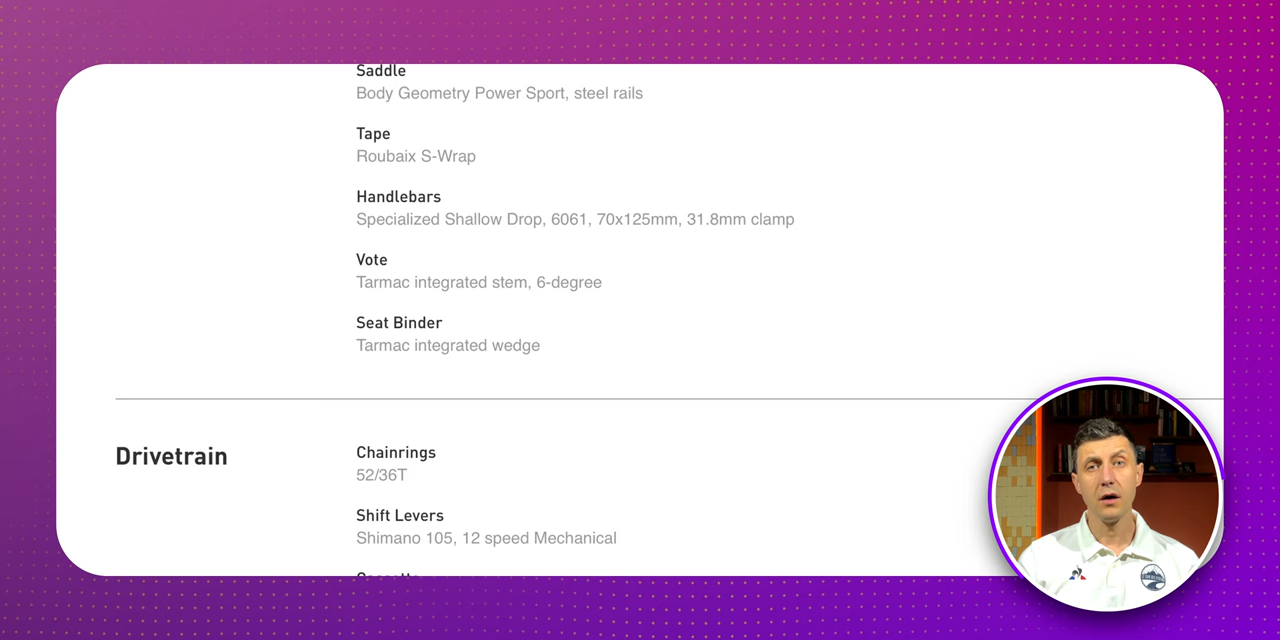 Saddle
Body Geometry Power Sport, steel rails
Tape
Roubaix S-Wrap
Handlebars
Specialized Shallow Drop, 6061, 70x125mm, 31.8mm clamp
Vote
Tarmac integrated stem, 6-degree
Seat Binder
Tarmac integrated wedge
Drivetrain
Chainrings
52/36T
Shift Levers
Shimano 105, 12 speed Mechanical